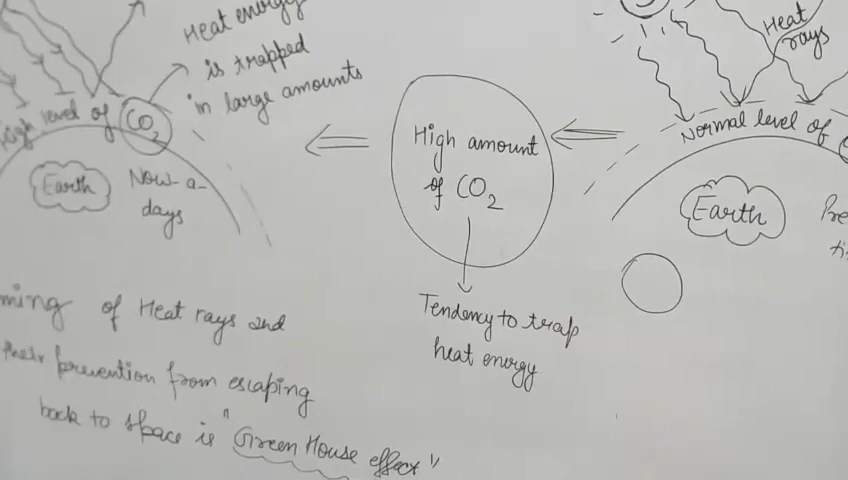 Heat energy
is trapped
in large amounts
High level of CO2
Earth
Now-a-
days
High amount
of CO2
Tendency to trap
heat energy
Heat
rays
Normal level of
Earth
of Heat rays and
their prevention from escaping
back to space is "Green House effect"